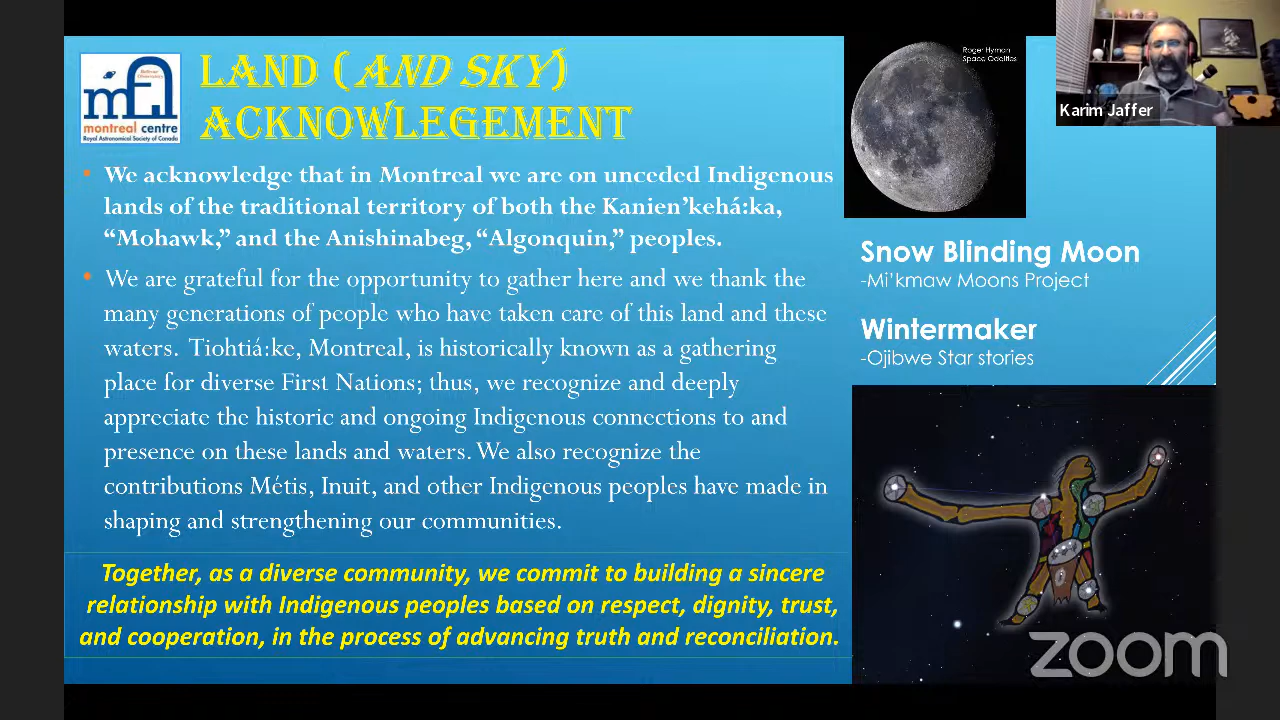 LAND (AND SKY)
ACKNOWLEGEMENT
montreal centre
Royal Astronomical Society of Canada
• We acknowledge that in Montreal we are on unceded Indigenous
lands of the traditional territory of both the Kanien’kehá:ka,
“Mohawk,” and the Anishinabeg, “Algonquin,” peoples.
• We are grateful for the opportunity to gather here and we thank the
many generations of people who have taken care of this land and these
waters. Tiohtiá:ke, Montreal, is historically known as a gathering
place for diverse First Nations; thus, we recognize and deeply
appreciate the historic and ongoing Indigenous connections to and
presence on these lands and waters. We also recognize the
contributions Métis, Inuit, and other Indigenous peoples have made in
shaping and strengthening our communities.
Together, as a diverse community, we commit to building a sincere
relationship with Indigenous peoples based on respect, dignity, trust,
and cooperation, in the process of advancing truth and reconciliation.
Roger Hyman
Space Oddities
Karim Jaffer
Snow Blinding Moon
-Mi’kmaw Moons Project
Wintermaker
-Ojibwe Star stories
zoom